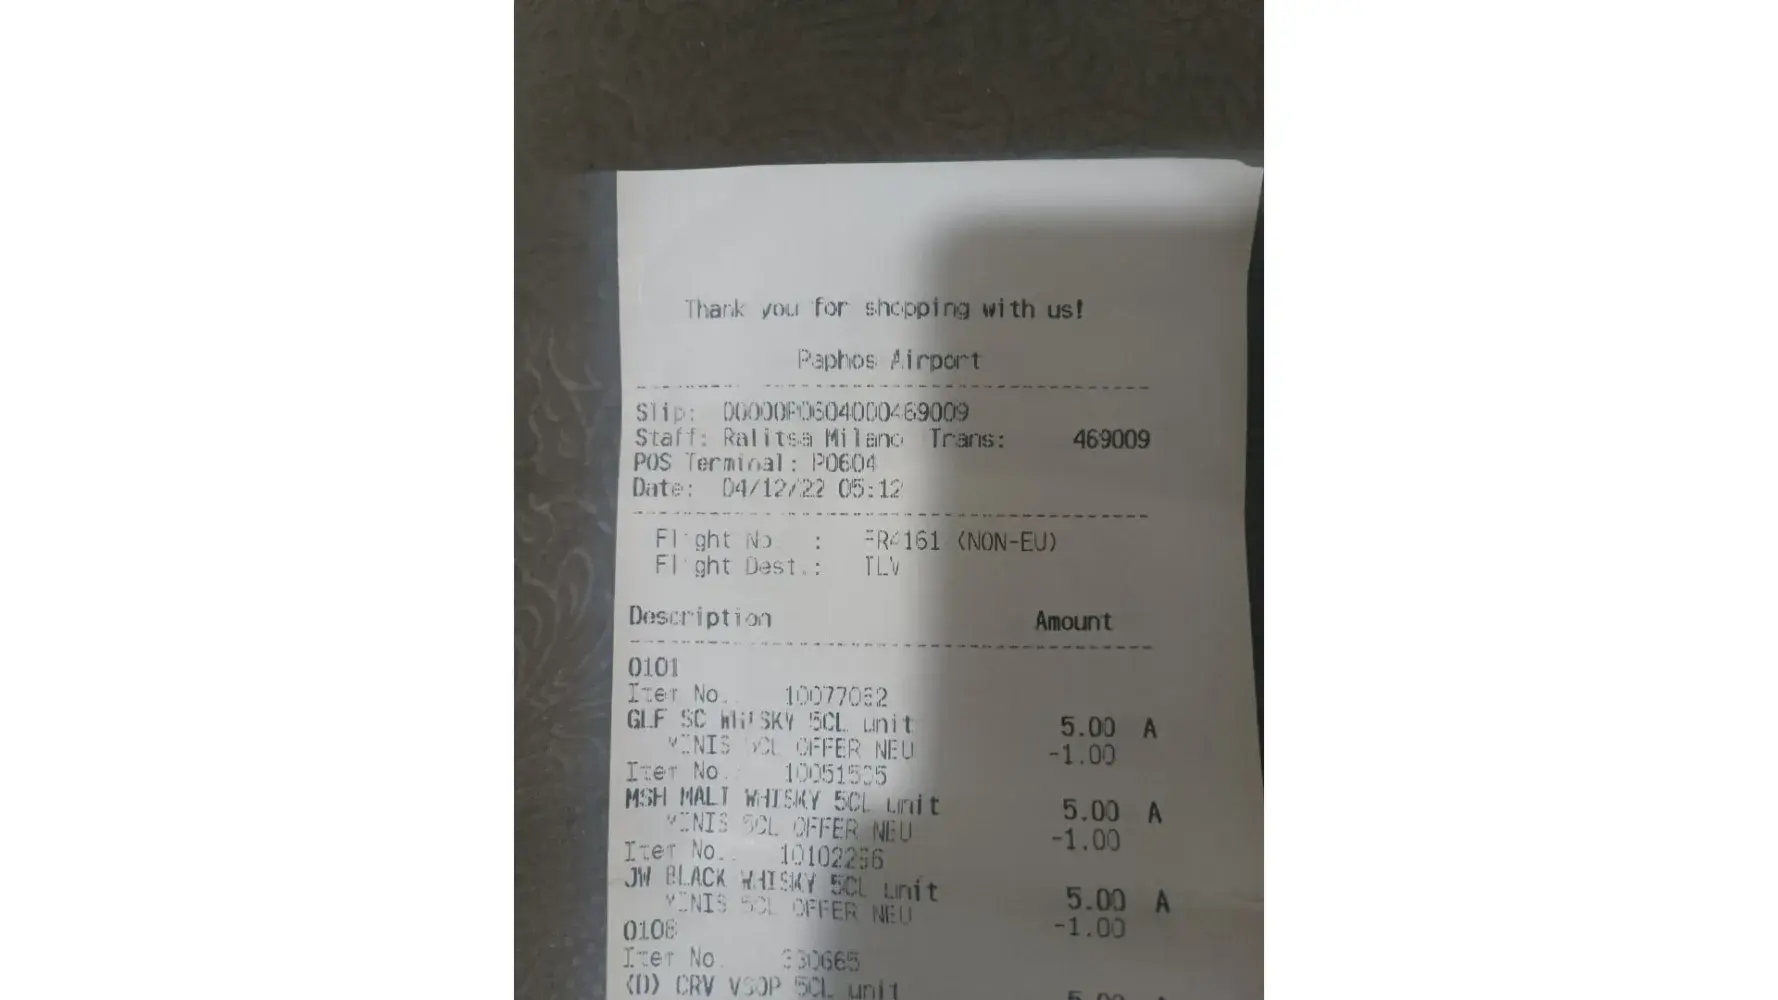 Thank you for shopping with us!
Paphos Airport
Slip: 00000P0604000469009
Staff: Ralitsa Milano Trans: 469009
POS Terminal: P0604
Date: 04/12/22 05:12
Flight No. : FR4161 (NON-EU)
Flight Dest.: TLV
Description Amount
0101
Item No.
GLF SC WHISKY 5CL unit 5.00 A
MINIS 5CL OFFER NEU -1.00
Item No.
MSH MALT WHISKY 5CL unit 5.00 A
MINIS 5CL OFFER NEU -1.00
Item No.
JW BLACK WHISKY 5CL unit 5.00 A
MINIS 5CL OFFER NEU -1.00
0108
Item No. 330665
(D) CRV VSOP 5CL unit 5.00 A